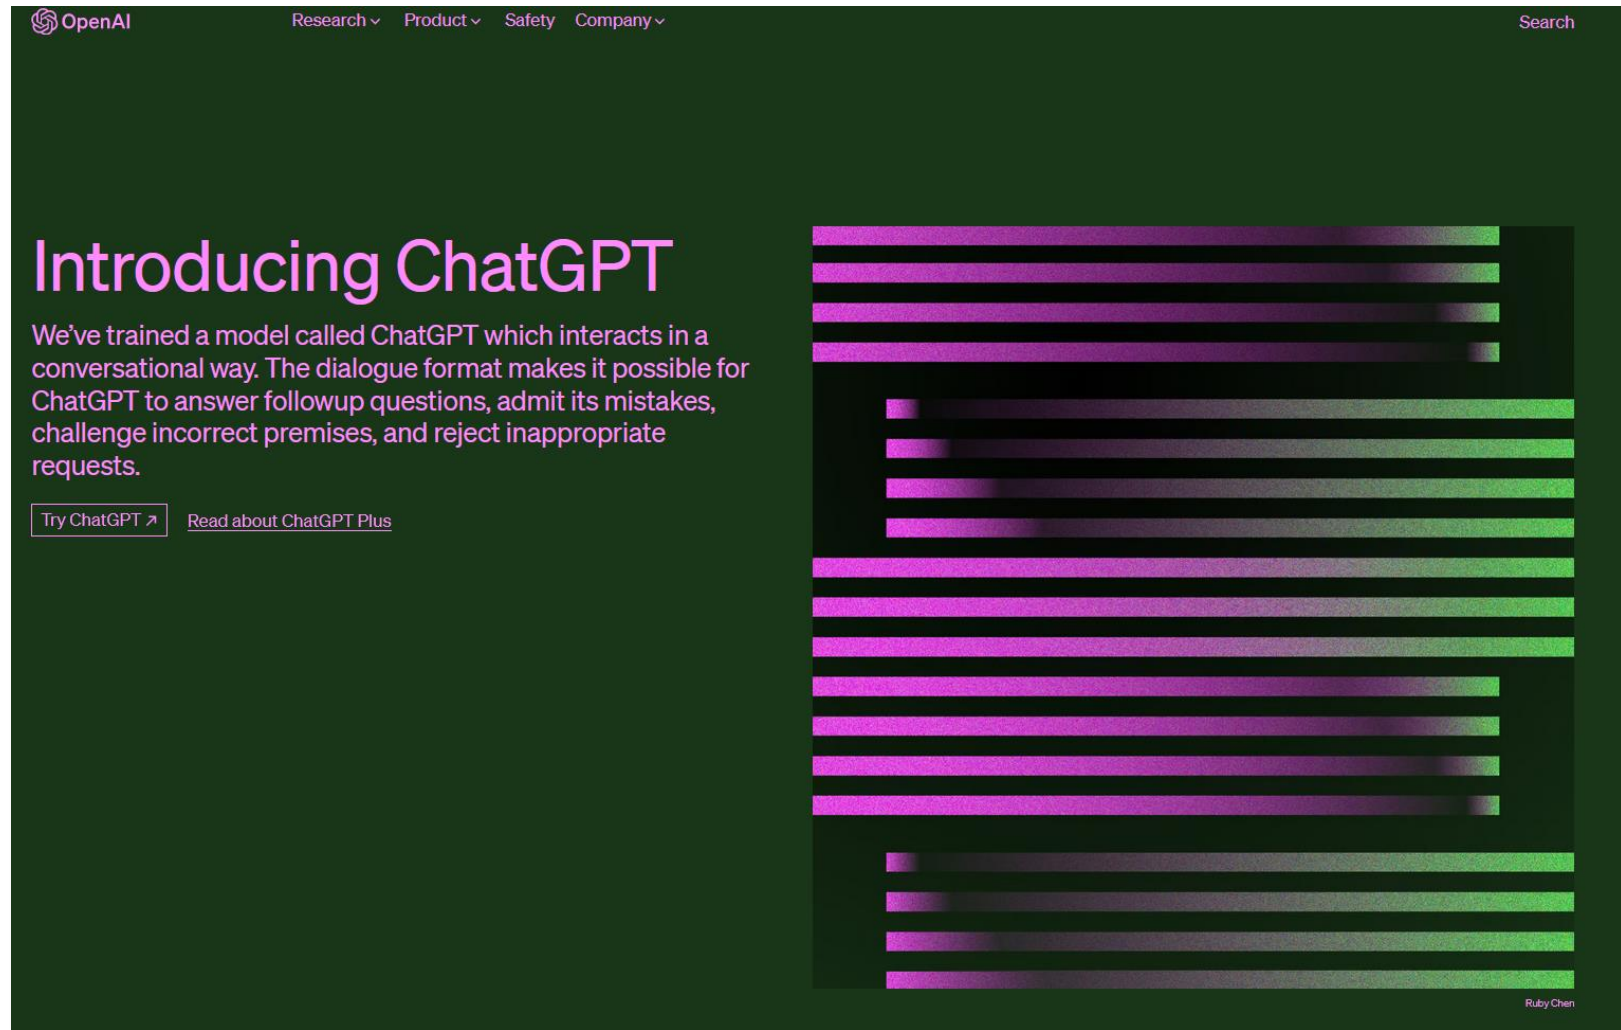 OpenAI
Research Product Safety Company
Search
Introducing ChatGPT
We’ve trained a model called ChatGPT which interacts in a
conversational way. The dialogue format makes it possible for
ChatGPT to answer followup questions, admit its mistakes,
challenge incorrect premises, and reject inappropriate
requests.
Try ChatGPT ↗ Read about ChatGPT Plus
Ruby Chen